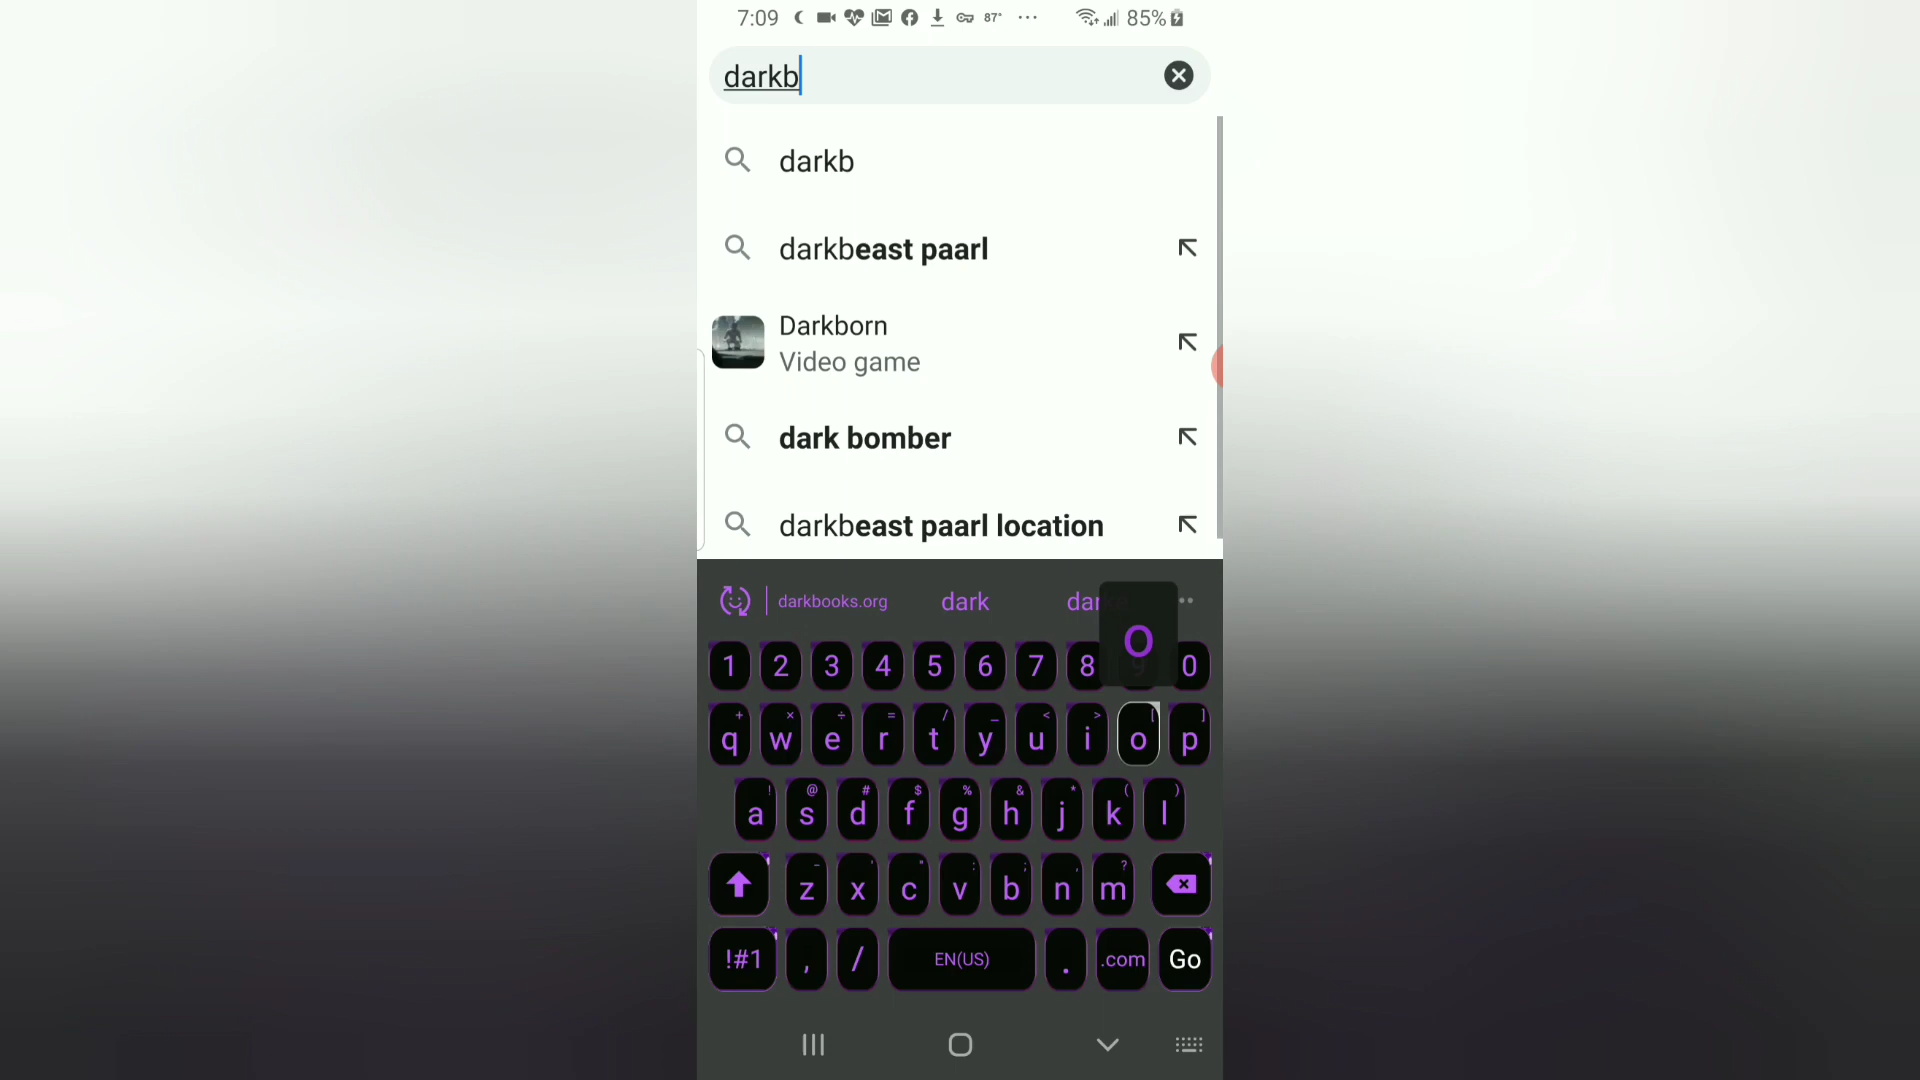 7:09 87° ... 85%
darkb
darkb
darkbeast paarl
Darkborn
Video game
dark bomber
darkbeast paarl location
darkbooks.org dark
o
1 2 3 4 5 6 7 8 9 0
+ × ÷ = / _ < > [ ]
q w e r t y u i o p
! @ # $ % & * ( )
a s d f g h j k l
- ' " : ; , ?
z x c v b n m
!#1 , / EN(US) . .com Go